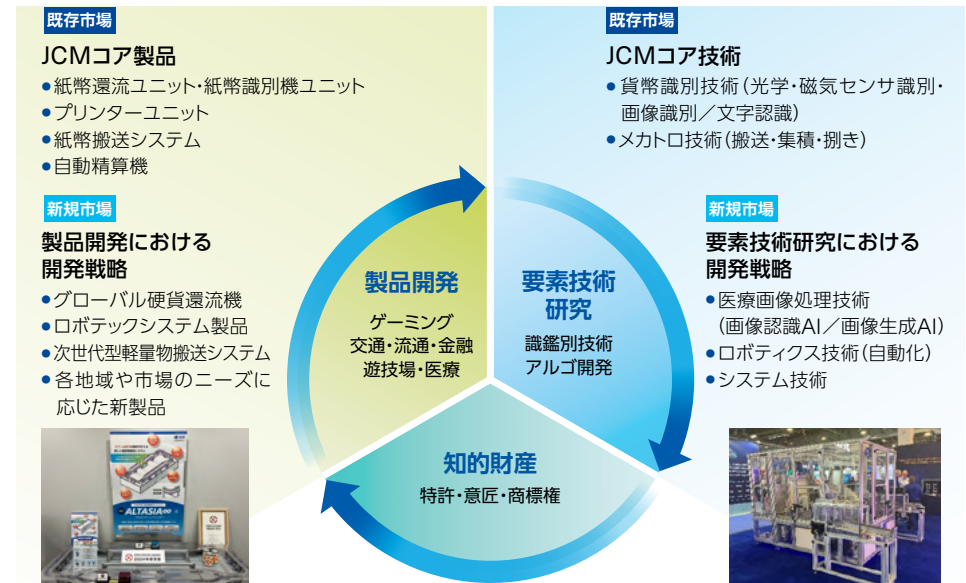 既存市場
JCMコア製品
●紙幣還流ユニット・紙幣識別機ユニット
●プリンターユニット
●紙幣搬送システム
●自動精算機
新規市場
製品開発における
開発戦略
●グローバル硬貨還流機
●ロボテックシステム製品
●次世代型軽量物搬送システム
●各地域や市場のニーズに
応じた新製品
既存市場
JCMコア技術
●貨幣識別技術(光学・磁気センサ識別・
画像識別/文字認識)
●メカトロ技術(搬送・集積・捌き)
新規市場
要素技術研究における
開発戦略
●医療画像処理技術
(画像認識AI/画像生成AI)
●ロボティクス技術(自動化)
●システム技術
製品開発
ゲーミング
交通・流通・金融
遊技場・医療
要素技術
研究
識鑑別技術
アルゴ開発
知的財産
特許・意匠・商標権
ALTASIA